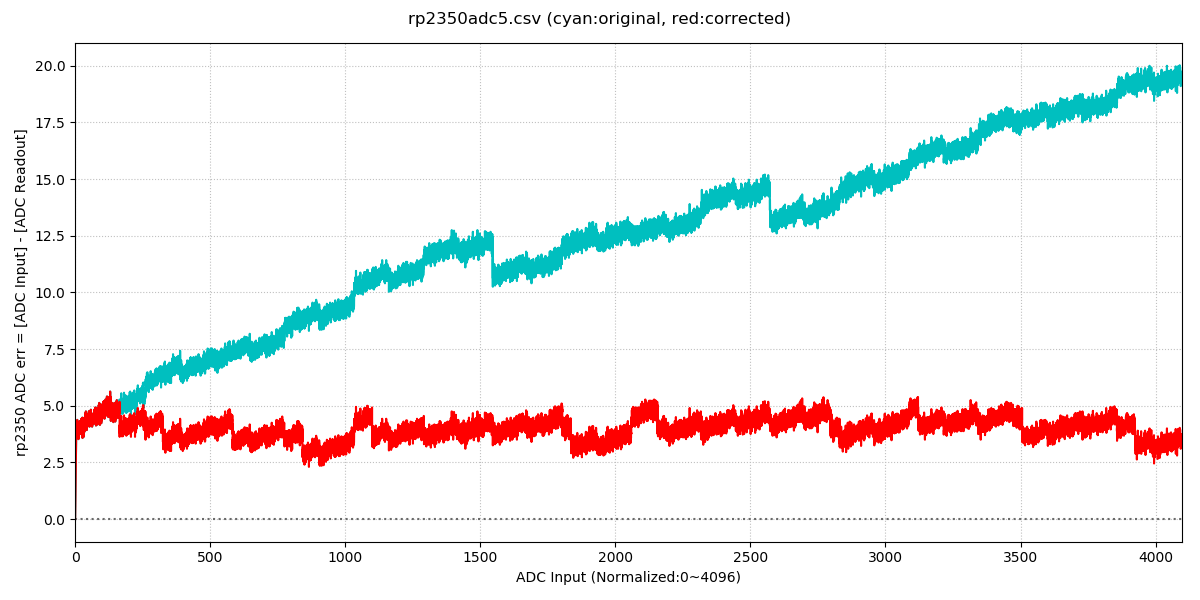 rp2350adc5.csv (cyan:original, red:corrected)
rp2350 ADC err = [ADC Input] - [ADC Readout]
20.0
17.5
15.0
12.5
10.0
7.5
5.0
2.5
0.0
0 500 1000 1500 2000 2500 3000 3500 4000
ADC Input (Normalized:0~4096)